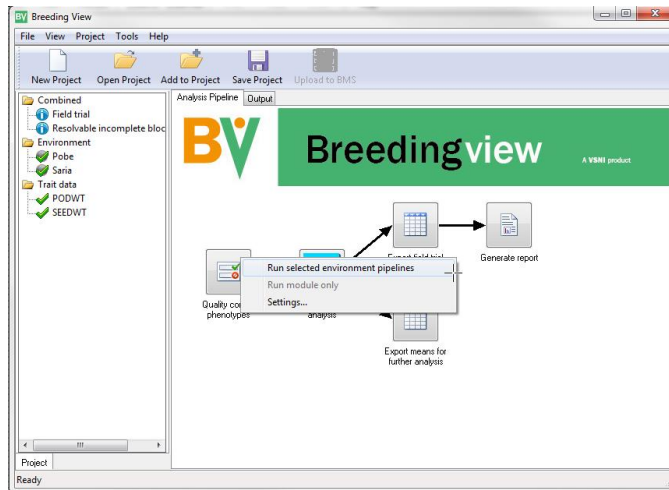 Breeding View
File View Project Tools Help
New Project Open Project Add to Project Save Project Upload to BMS
Combined
Field trial
Resolvable incomplete bloc
Environment
Pobe
Saria
Trait data
PODWT
SEEDWT
Project
Analysis Pipeline Output
BV Breedingview A VSNi product
Generate report
Run selected environment pipelines
Run module only
Settings...
Quality co
phenotypes
analysis
Export means for
further analysis
Ready